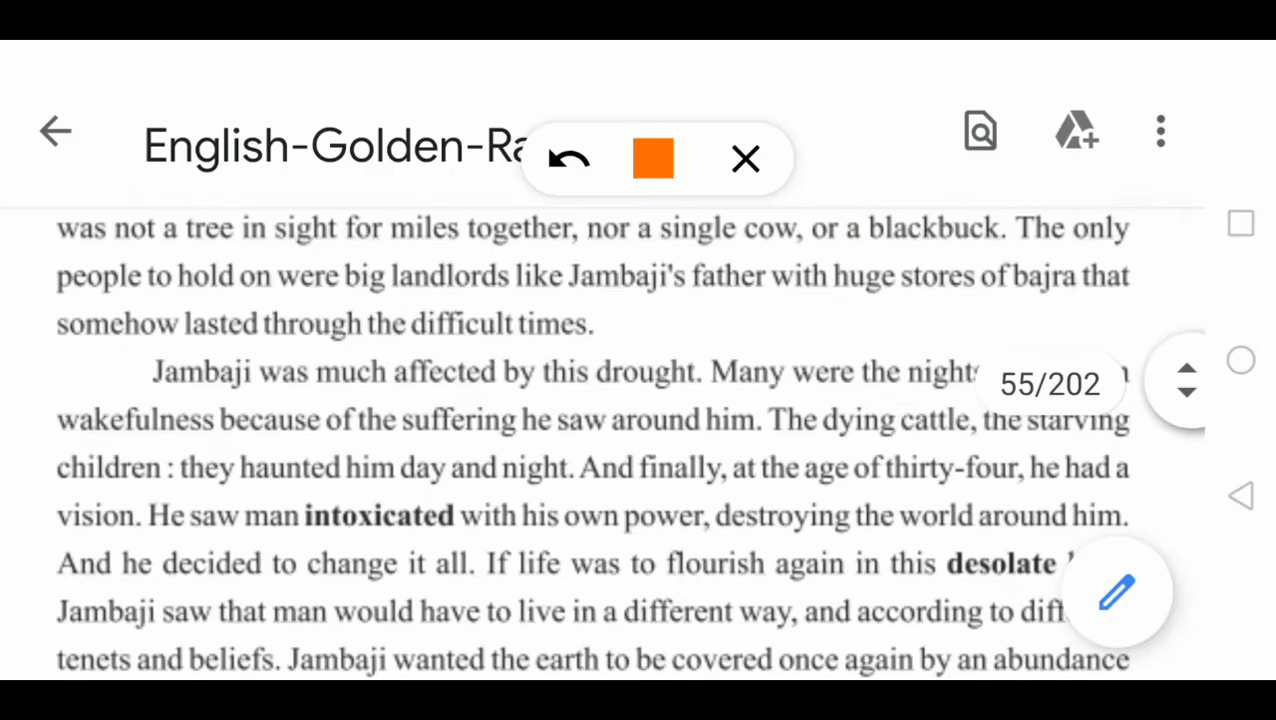 English-Golden-Ra
was not a tree in sight for miles together, nor a single cow, or a blackbuck. The only
people to hold on were big landlords like Jambaji's father with huge stores of bajra that
somehow lasted through the difficult times.
Jambaji was much affected by this drought. Many were the nights
55/202
wakefulness because of the suffering he saw around him. The dying cattle, the starving
children : they haunted him day and night. And finally, at the age of thirty-four, he had a
vision. He saw man intoxicated with his own power, destroying the world around him.
And he decided to change it all. If life was to flourish again in this desolate
Jambaji saw that man would have to live in a different way, and according to diff
tenets and beliefs. Jambaji wanted the earth to be covered once again by an abundance